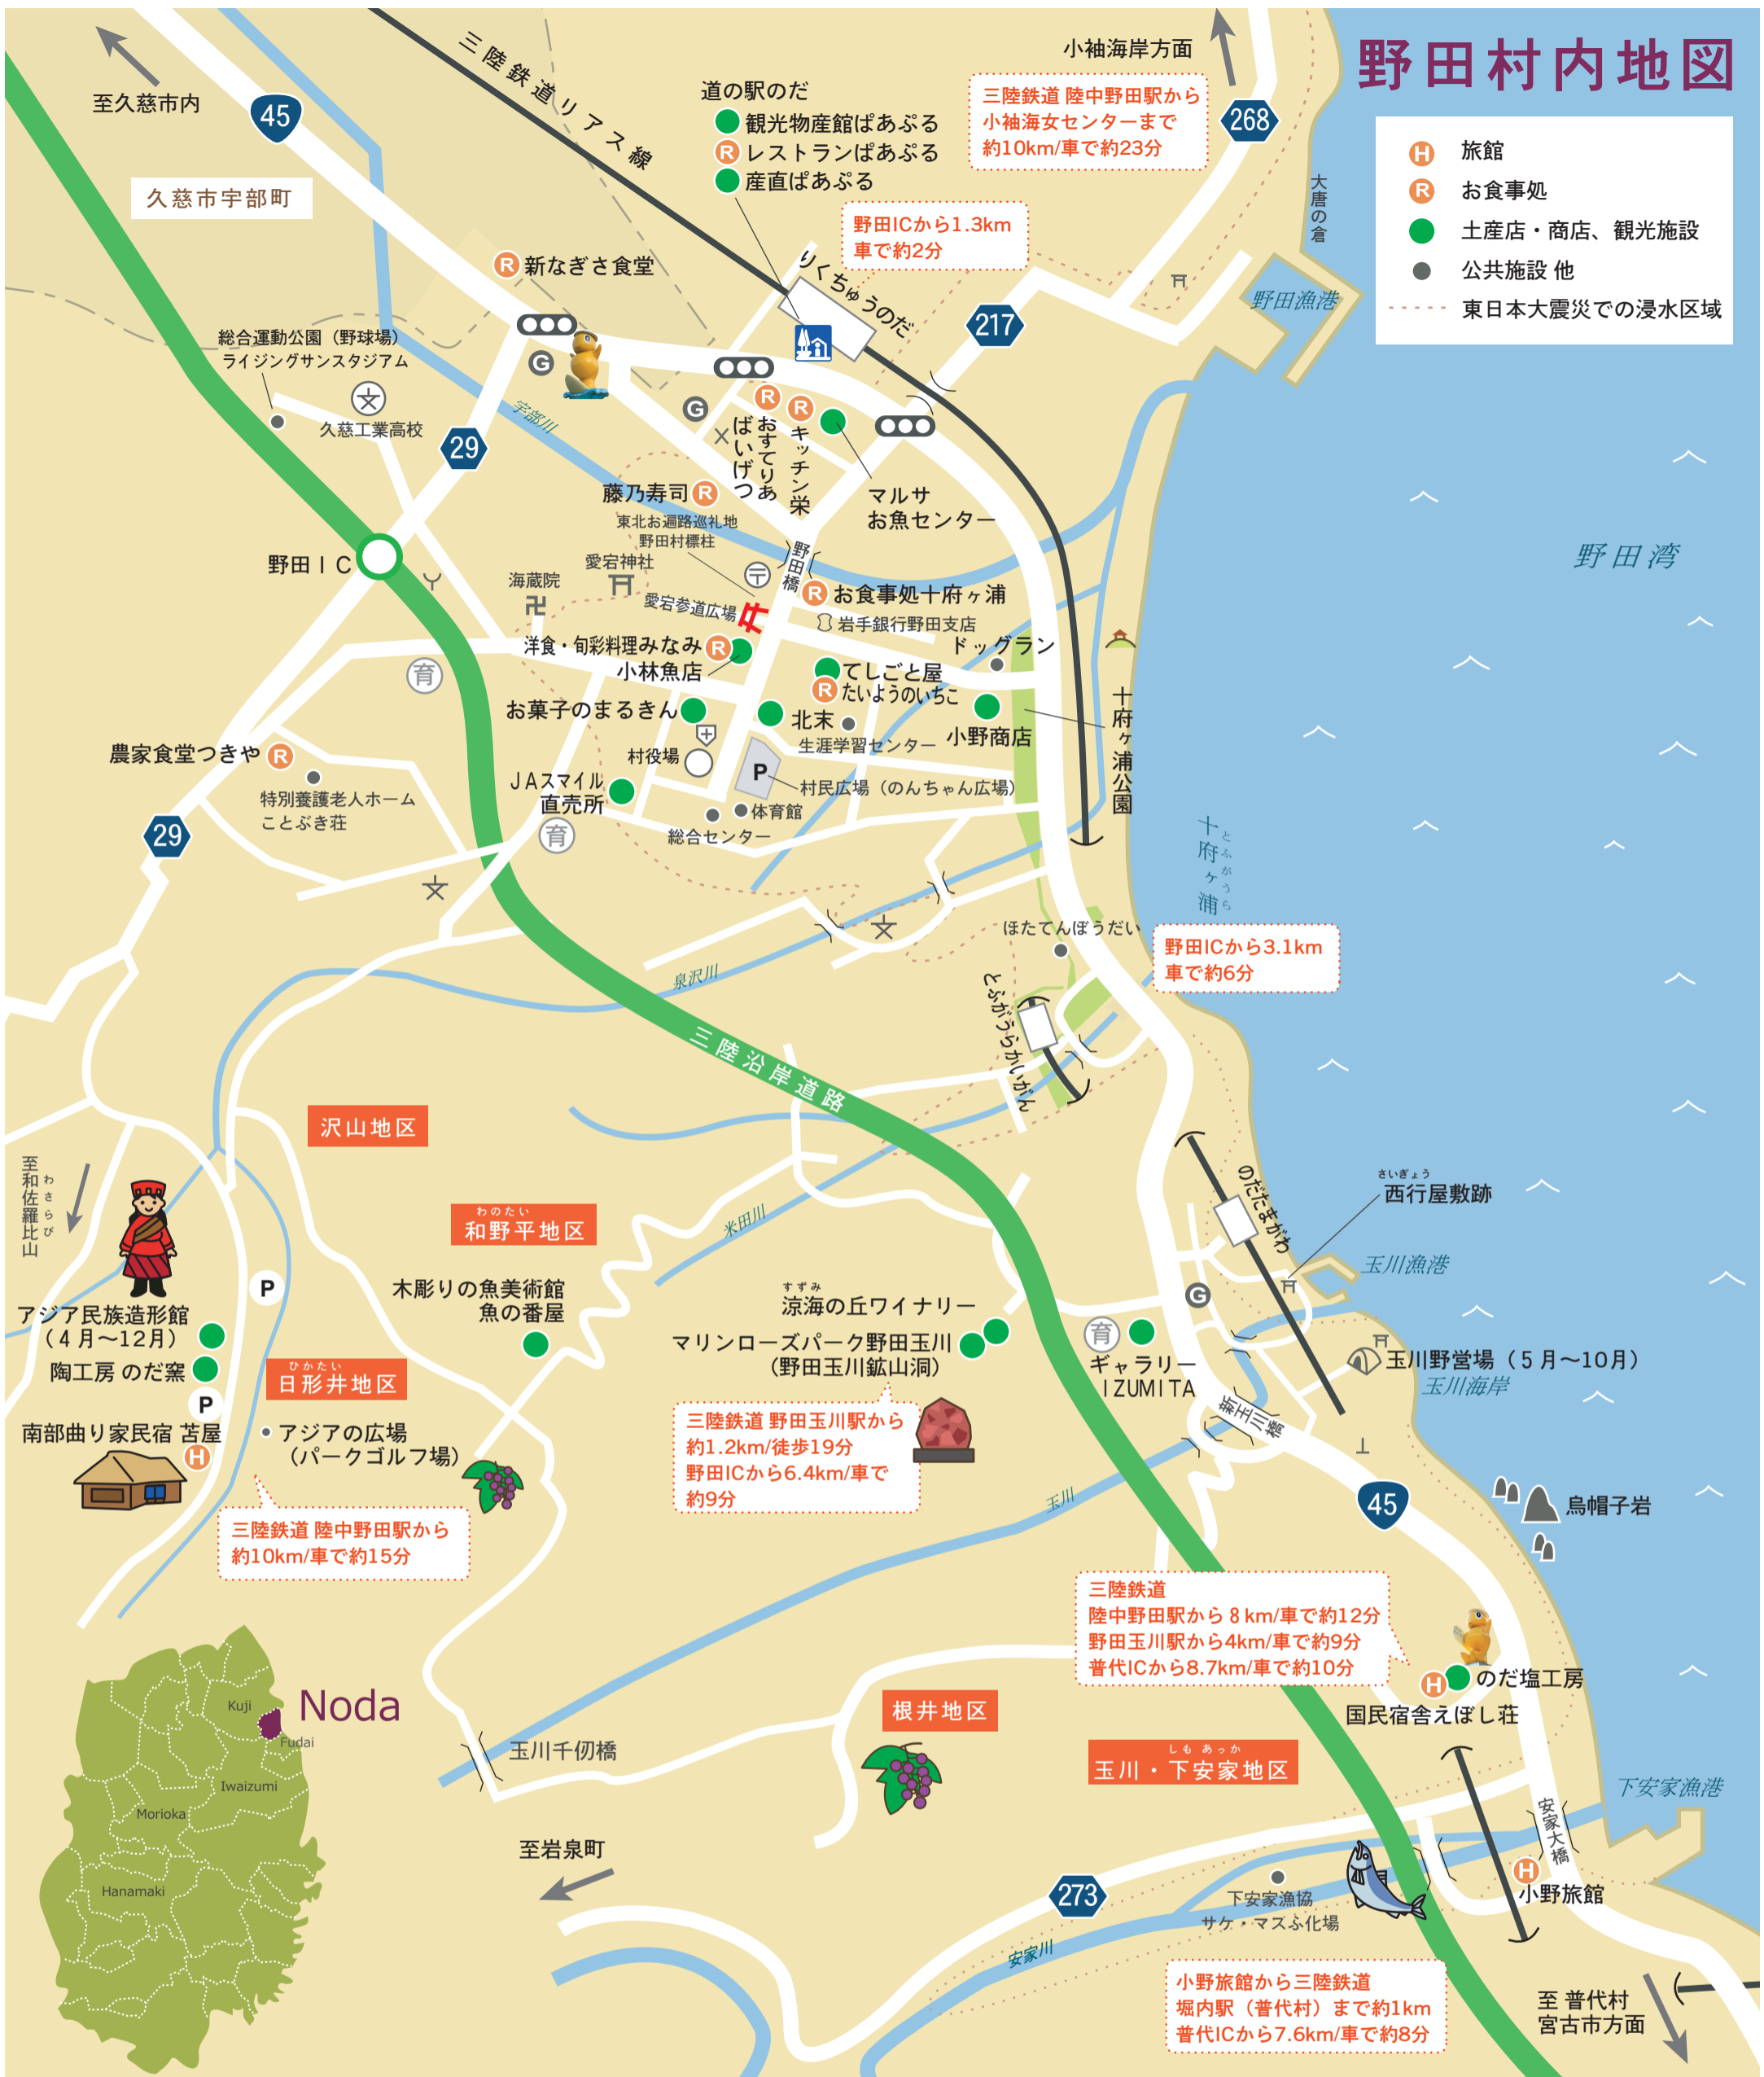 野田村内地図
旅館
お食事処
土産店・商店、観光施設
公共施設 他
東日本大震災での浸水区域
H
R
至久慈市内
45
三陸鉄道リアス線
久慈市宇部町
道の駅のだ
観光物産館ぱあぷる
R レストランぱあぷる
産直ぱあぷる
小袖海岸方面
三陸鉄道 陸中野田駅から
小袖海女センターまで
約10km/車で約23分
268
大唐の倉
野田ICから1.3km
車で約2分
りくちゅうのだ
217
野田漁港
R 新なぎさ食堂
総合運動公園（野球場）
ライジングサンスタジアム
文
久慈工業高校
G
宇部川
29
G
R
R
おすてりあ
ばいげつ
キッチン栄
マルサ
お魚センター
藤乃寿司 R
東北お遍路巡礼地
野田村標柱
野田橋
野田IC
海蔵院
愛宕神社
愛宕参道広場
R お食事処十府ヶ浦
岩手銀行野田支店
ドッグラン
洋食・旬彩料理みなみ R
小林魚店
てしごと屋
R たいようのいちこ
育
お菓子のまるきん
北末
生涯学習センター
小野商店
十府ヶ浦公園
村役場
P
村民広場（のんちゃん広場）
JAスマイル
直売所
体育館
総合センター
育
農家食堂つきや R
特別養護老人ホーム
ことぶき荘
29
文
文
野田湾
十府ヶ浦
とふがうら
ほたてんぼうだい
野田ICから3.1km
車で約6分
とふがうらかいがん
泉沢川
三陸沿岸道路
沢山地区
至和佐羅比山
わさらび
わのたい
和野平地区
米田川
のだたまがわ
さいぎょう
西行屋敷跡
玉川漁港
アジア民族造形館
（4月〜12月）
陶工房 のだ窯
P
P
ひかたい
日形井地区
木彫りの魚美術館
魚の番屋
すずみ
涼海の丘ワイナリー
マリンローズパーク野田玉川
（野田玉川鉱山洞）
育
G
ギャラリー
IZUMITA
玉川野営場（5月〜10月）
玉川海岸
南部曲り家民宿 苫屋
H
アジアの広場
（パークゴルフ場）
三陸鉄道 野田玉川駅から
約1.2km/徒歩19分
野田ICから6.4km/車で
約9分
新玉川橋
三陸鉄道 陸中野田駅から
約10km/車で約15分
玉川
45
烏帽子岩
三陸鉄道
陸中野田駅から8km/車で約12分
野田玉川駅から4km/車で約9分
普代ICから8.7km/車で約10分
H のだ塩工房
国民宿舎えぼし荘
根井地区
しも あっか
玉川・下安家地区
玉川千仞橋
Kuji
Noda
Fudai
Iwaizumi
Morioka
Hanamaki
至岩泉町
下安家漁港
安家大橋
H
小野旅館
273
下安家漁協
サケ・マスふ化場
安家川
小野旅館から三陸鉄道
堀内駅（普代村）まで約1km
普代ICから7.6km/車で約8分
至 普代村
宮古市方面